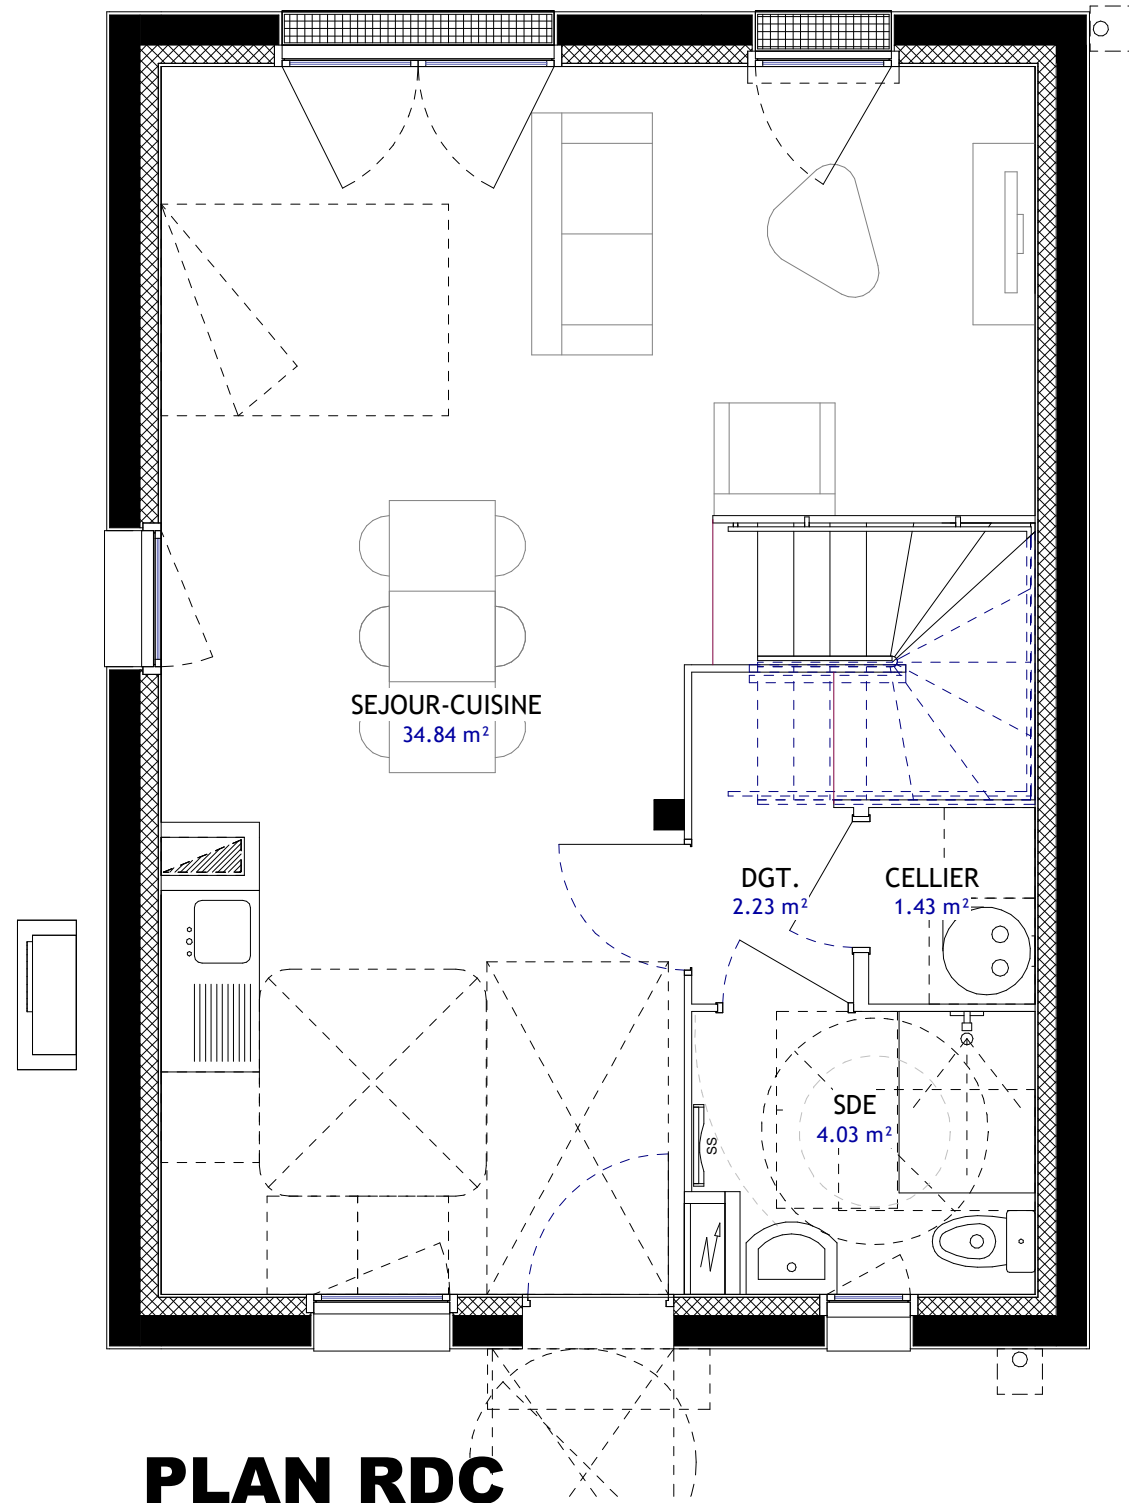 SEJOUR-CUISINE
34.84 m²
DGT.
2.23 m²
CELLIER
1.43 m²
SDE
4.03 m²
SS
PLAN RDC